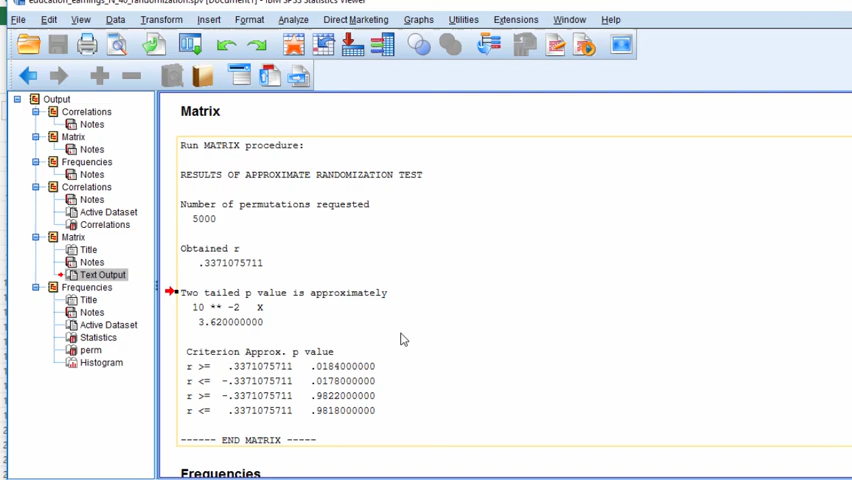 education_earnings_N_40_randomization.spv [Document1] - IBM SPSS Statistics Viewer
File Edit View Data Transform Insert Format Analyze Direct Marketing Graphs Utilities Extensions Window Help
Output
Correlations
Notes
Matrix
Notes
Frequencies
Notes
Correlations
Notes
Active Dataset
Correlations
Matrix
Title
Notes
Text Output
Frequencies
Title
Notes
Active Dataset
Statistics
perm
Histogram
Matrix
Run MATRIX procedure:
RESULTS OF APPROXIMATE RANDOMIZATION TEST
Number of permutations requested
5000
Obtained r
.3371075711
Two tailed p value is approximately
10 ** -2 X
3.620000000
Criterion Approx. p value
r >= .3371075711 .0184000000
r <= -.3371075711 .0178000000
r >= -.3371075711 .9822000000
r <= .3371075711 .9818000000
------ END MATRIX -----
Frequencies